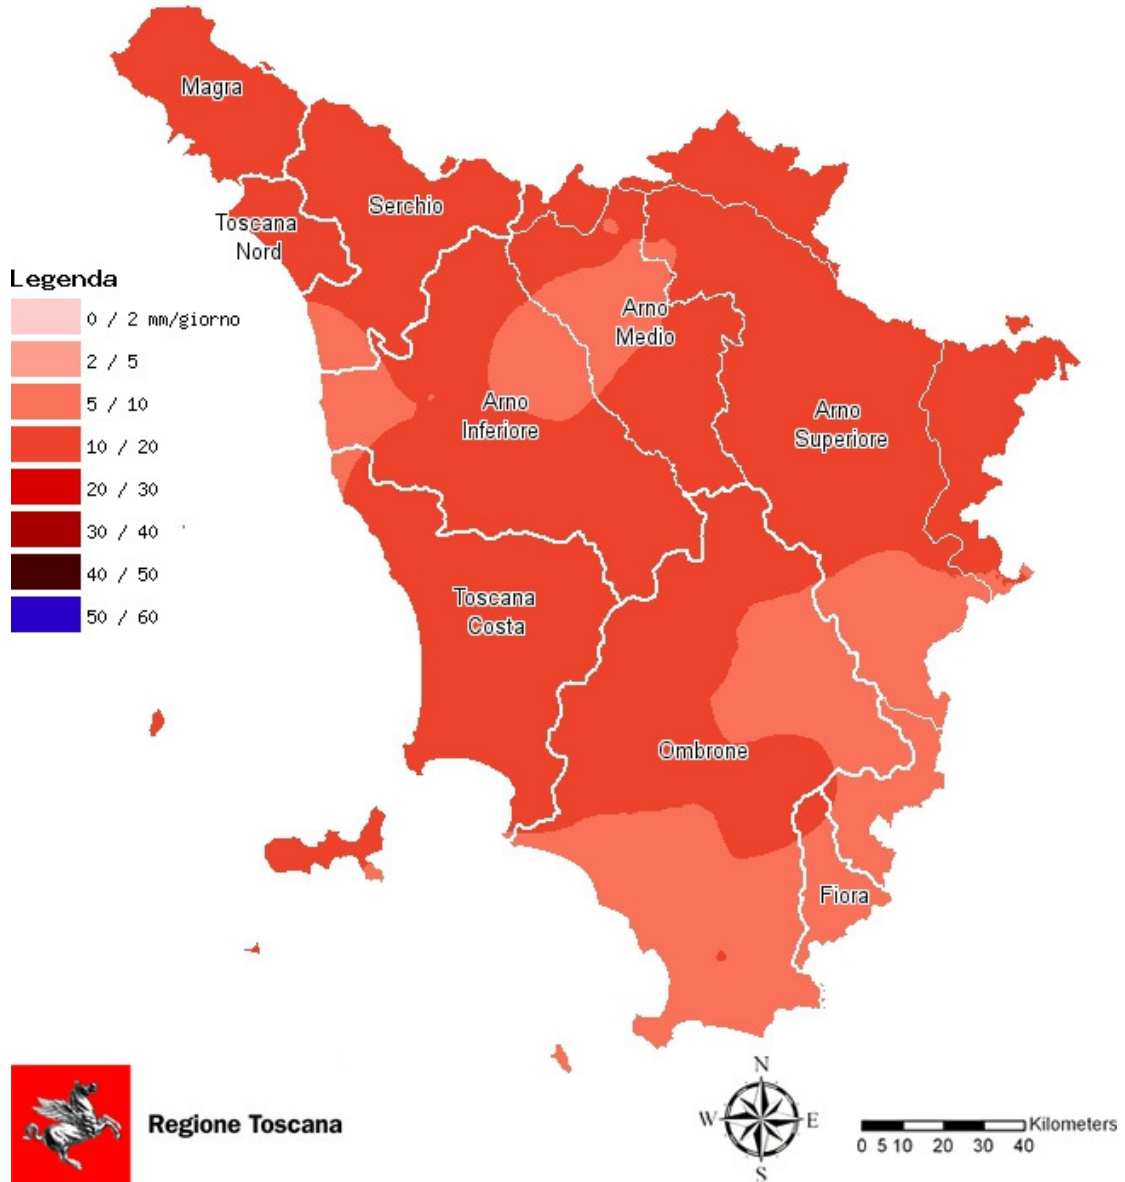 Magra
Serchio
Toscana
Nord
Legenda
0 / 2 mm/giorno
2 / 5
5 / 10
10 / 20
20 / 30
30 / 40
40 / 50
50 / 60
Arno
Medio
Arno
Inferiore
Arno
Superiore
Toscana
Costa
Ombrone
Fiora
Regione Toscana
N
W E
S
Kilometers
0 5 10 20 30 40